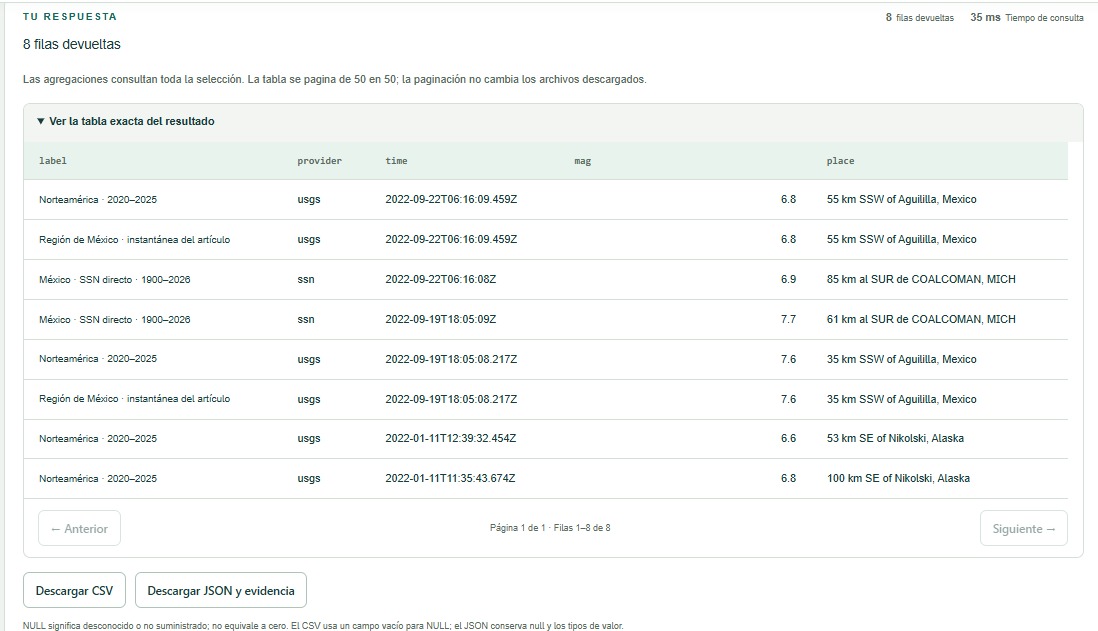 TU RESPUESTA
8 filas devueltas 35 ms Tiempo de consulta
8 filas devueltas
Las agregaciones consultan toda la selección. La tabla se pagina de 50 en 50; la paginación no cambia los archivos descargados.
▼ Ver la tabla exacta del resultado
label provider time mag place
Norteamérica · 2020–2025 usgs 2022-09-22T06:16:09.459Z 6.8 55 km SSW of Aguililla, Mexico
Región de México · instantánea del artículo usgs 2022-09-22T06:16:09.459Z 6.8 55 km SSW of Aguililla, Mexico
México · SSN directo · 1900–2026 ssn 2022-09-22T06:16:08Z 6.9 85 km al SUR de COALCOMAN, MICH
México · SSN directo · 1900–2026 ssn 2022-09-19T18:05:09Z 7.7 61 km al SUR de COALCOMAN, MICH
Norteamérica · 2020–2025 usgs 2022-09-19T18:05:08.217Z 7.6 35 km SSW of Aguililla, Mexico
Región de México · instantánea del artículo usgs 2022-09-19T18:05:08.217Z 7.6 35 km SSW of Aguililla, Mexico
Norteamérica · 2020–2025 usgs 2022-01-11T12:39:32.454Z 6.6 53 km SE of Nikolski, Alaska
Norteamérica · 2020–2025 usgs 2022-01-11T11:35:43.674Z 6.8 100 km SE of Nikolski, Alaska
← Anterior Página 1 de 1 · Filas 1–8 de 8 Siguiente →
Descargar CSV Descargar JSON y evidencia
NULL significa desconocido o no suministrado; no equivale a cero. El CSV usa un campo vacío para NULL; el JSON conserva null y los tipos de valor.